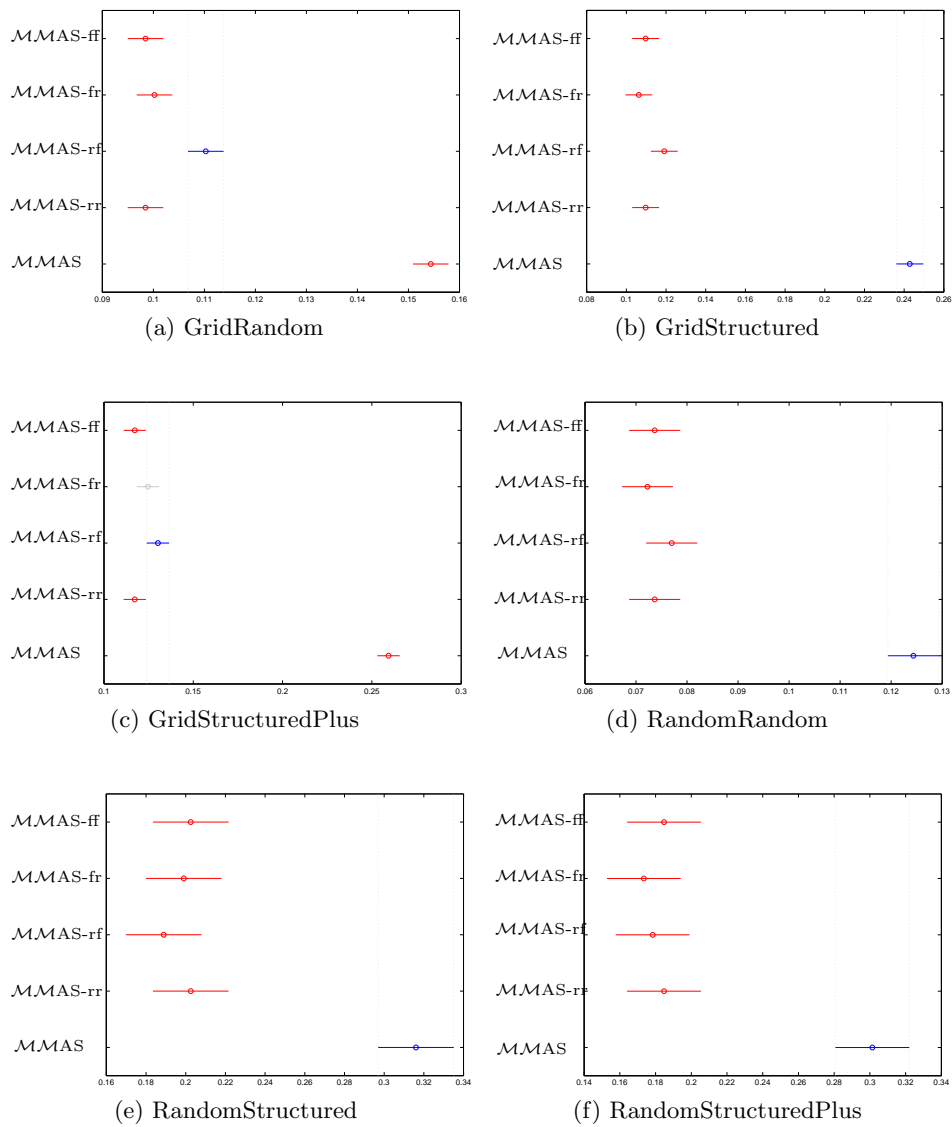 𝓜𝓜AS-ff
𝓜𝓜AS-fr
𝓜𝓜AS-rf
𝓜𝓜AS-rr
𝓜𝓜AS
0.09 0.1 0.11 0.12 0.13 0.14 0.15 0.16
(a) GridRandom
𝓜𝓜AS-ff
𝓜𝓜AS-fr
𝓜𝓜AS-rf
𝓜𝓜AS-rr
𝓜𝓜AS
0.08 0.1 0.12 0.14 0.16 0.18 0.2 0.22 0.24 0.26
(b) GridStructured
𝓜𝓜AS-ff
𝓜𝓜AS-fr
𝓜𝓜AS-rf
𝓜𝓜AS-rr
𝓜𝓜AS
0.1 0.15 0.2 0.25 0.3
(c) GridStructuredPlus
𝓜𝓜AS-ff
𝓜𝓜AS-fr
𝓜𝓜AS-rf
𝓜𝓜AS-rr
𝓜𝓜AS
0.06 0.07 0.08 0.09 0.1 0.11 0.12 0.13
(d) RandomRandom
𝓜𝓜AS-ff
𝓜𝓜AS-fr
𝓜𝓜AS-rf
𝓜𝓜AS-rr
𝓜𝓜AS
0.16 0.18 0.2 0.22 0.24 0.26 0.28 0.3 0.32 0.34
(e) RandomStructured
𝓜𝓜AS-ff
𝓜𝓜AS-fr
𝓜𝓜AS-rf
𝓜𝓜AS-rr
𝓜𝓜AS
0.14 0.16 0.18 0.2 0.22 0.24 0.26 0.28 0.3 0.32 0.34
(f) RandomStructuredPlus